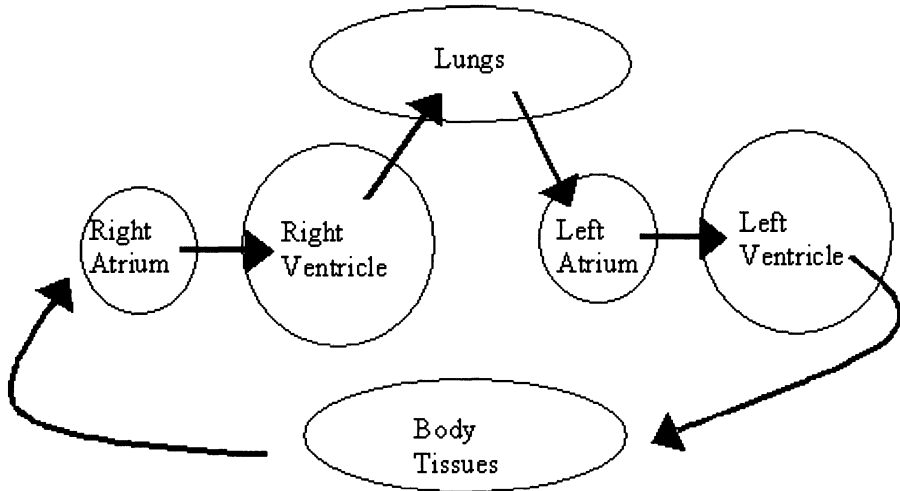 Lungs
Right
Atrium
Right
Ventricle
Left
Atrium
Left
Ventricle
Body
Tissues